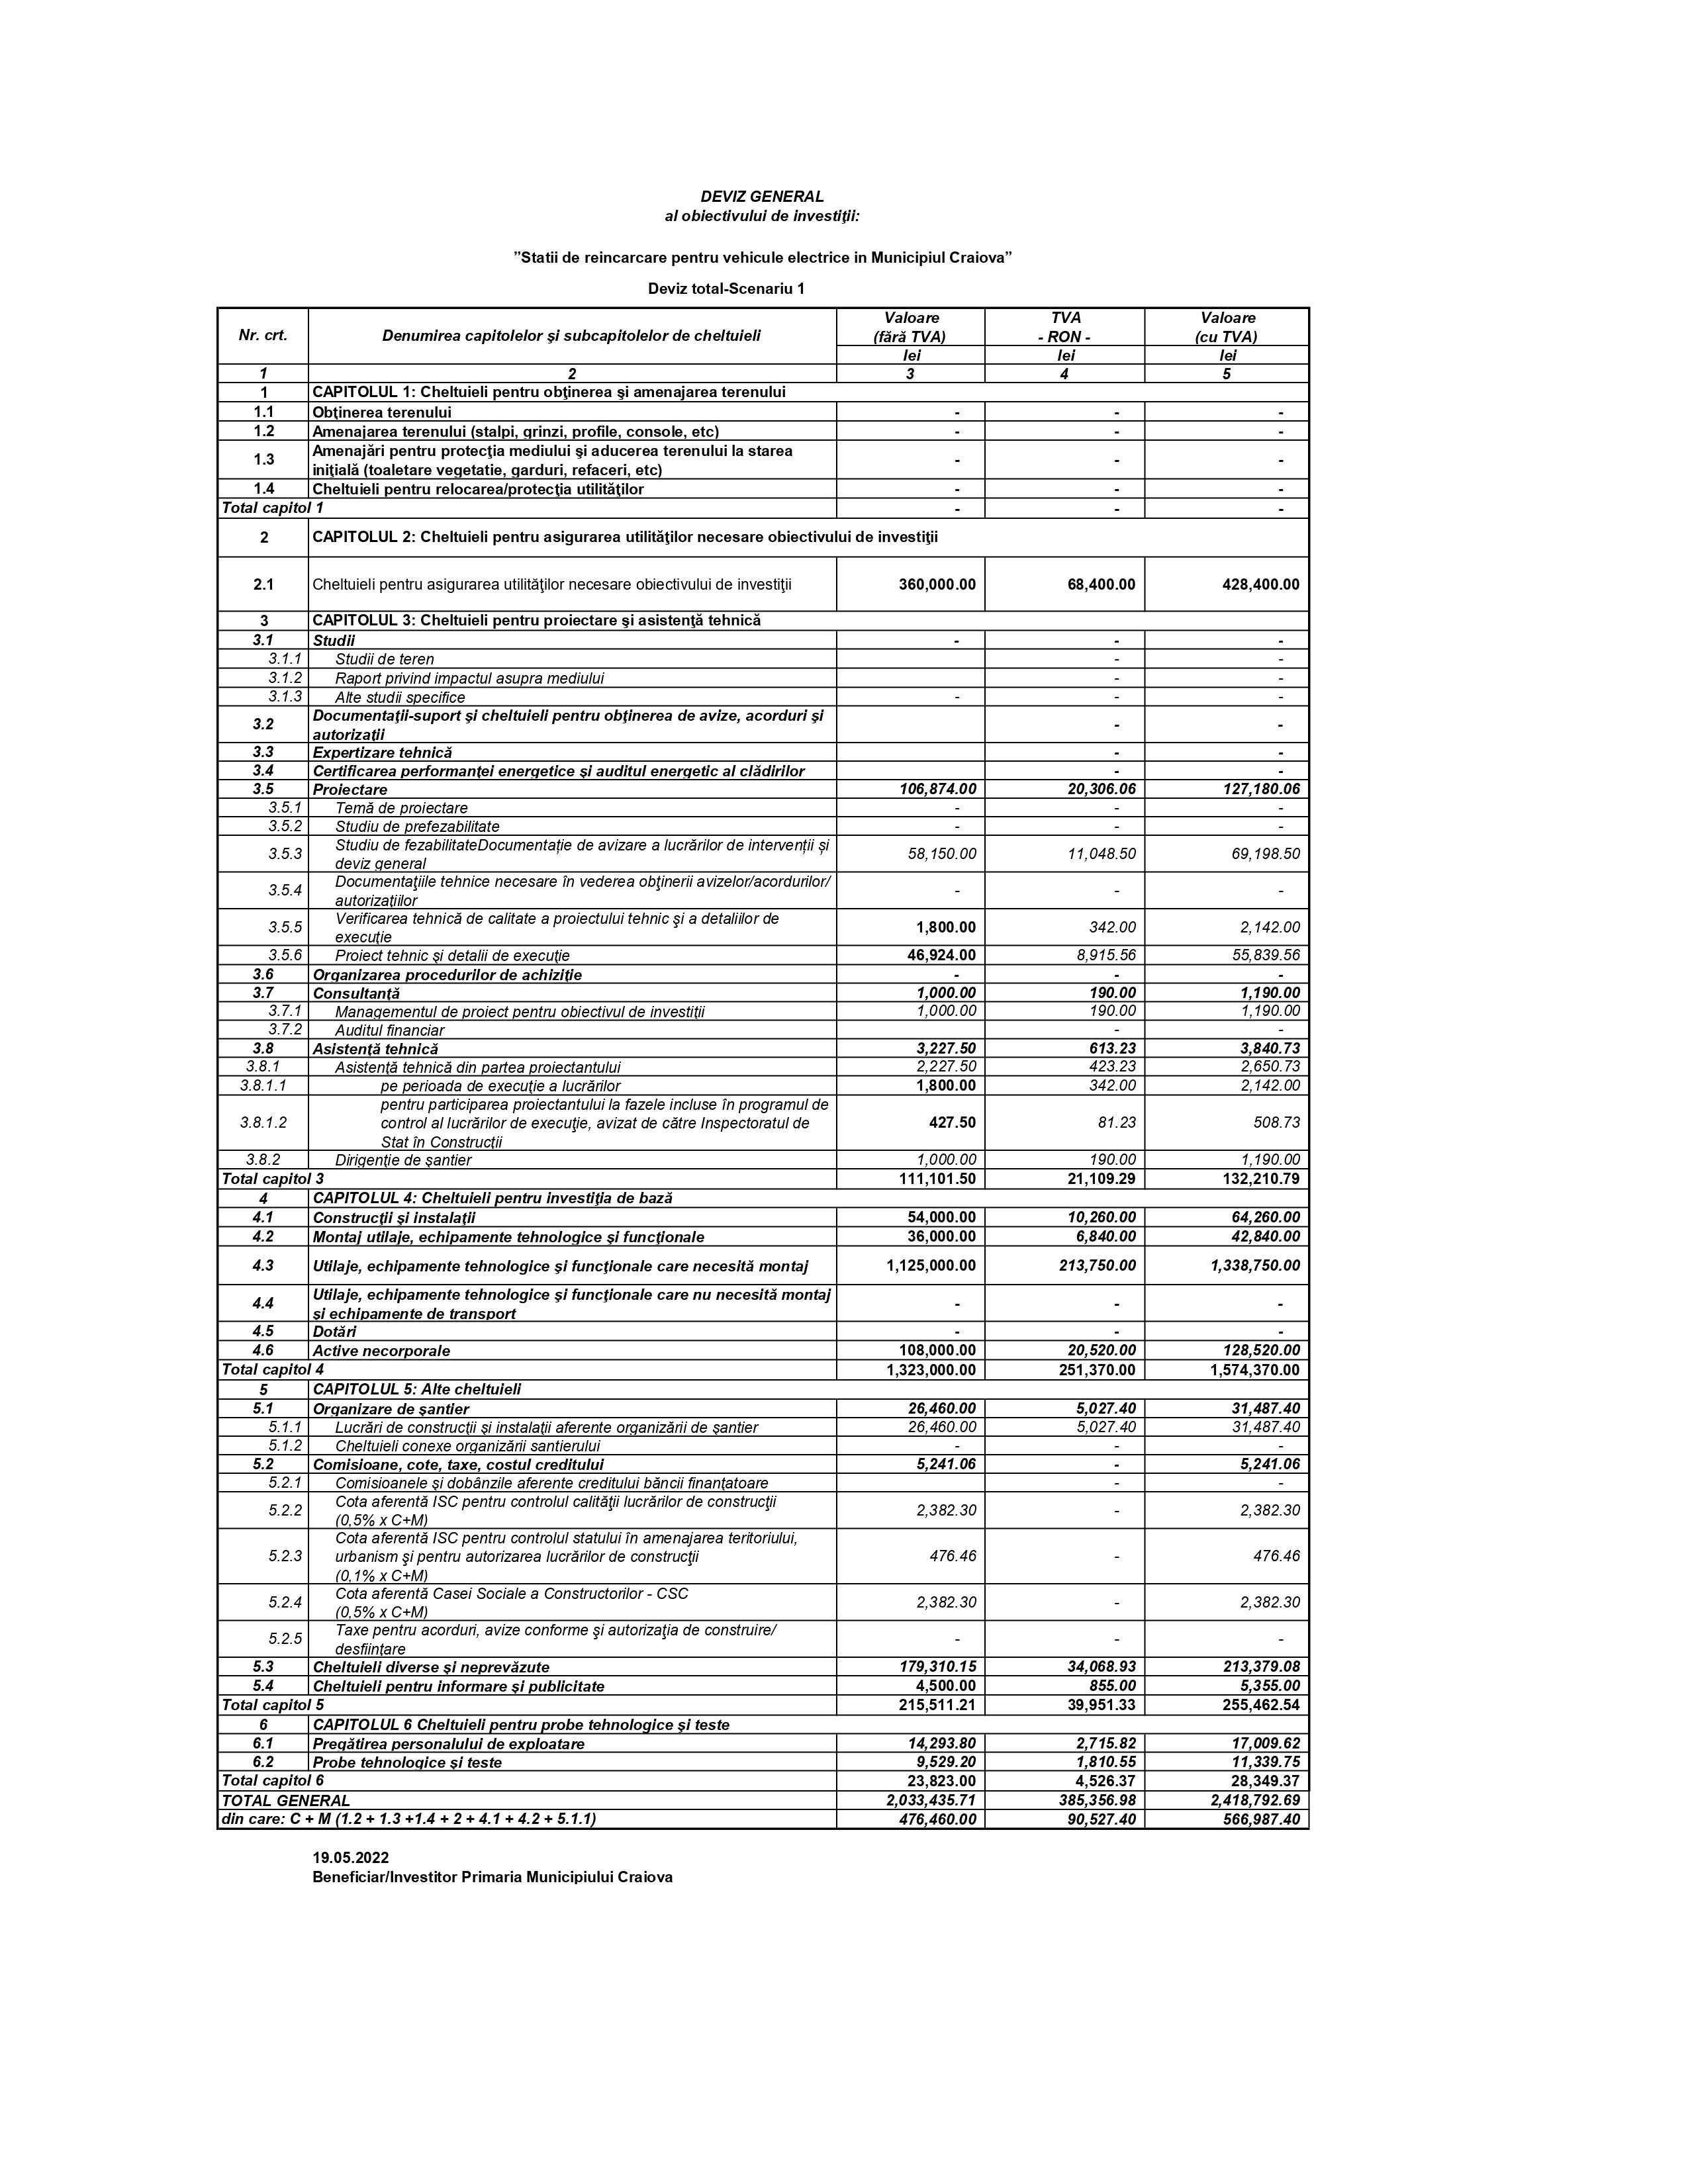 DEVIZ GENERAL
al obiectivului de investiţii:
”Statii de reincarcare pentru vehicule electrice in Municipiul Craiova”
Deviz total-Scenariu 1
Nr. crt. Denumirea capitolelor şi subcapitolelor de cheltuieli Valoare (fără TVA) TVA - RON - Valoare (cu TVA)
lei lei lei
1 2 3 4 5
1 CAPITOLUL 1: Cheltuieli pentru obţinerea şi amenajarea terenului
1.1 Obţinerea terenului - - -
1.2 Amenajarea terenului (stalpi, grinzi, profile, console, etc) - - -
1.3 Amenajări pentru protecţia mediului şi aducerea terenului la starea
iniţială (toaletare vegetatie, garduri, refaceri, etc) - - -
1.4 Cheltuieli pentru relocarea/protecţia utilităţilor - - -
Total capitol 1 - - -
2 CAPITOLUL 2: Cheltuieli pentru asigurarea utilităţilor necesare obiectivului de investiţii
2.1 Cheltuieli pentru asigurarea utilităţilor necesare obiectivului de investiţii 360,000.00 68,400.00 428,400.00
3 CAPITOLUL 3: Cheltuieli pentru proiectare şi asistenţă tehnică
3.1 Studii - - -
3.1.1 Studii de teren - -
3.1.2 Raport privind impactul asupra mediului - -
3.1.3 Alte studii specifice - - -
3.2 Documentaţii-suport şi cheltuieli pentru obţinerea de avize, acorduri şi
autorizaţii - -
3.3 Expertizare tehnică - -
3.4 Certificarea performanţei energetice şi auditul energetic al clădirilor - -
3.5 Proiectare 106,874.00 20,306.06 127,180.06
3.5.1 Temă de proiectare - - -
3.5.2 Studiu de prefezabilitate - - -
3.5.3 Studiu de fezabilitateDocumentație de avizare a lucrărilor de intervenții și
deviz general 58,150.00 11,048.50 69,198.50
3.5.4 Documentaţiile tehnice necesare în vederea obţinerii avizelor/acordurilor/
autorizaţiilor - - -
3.5.5 Verificarea tehnică de calitate a proiectului tehnic şi a detaliilor de
execuţie 1,800.00 342.00 2,142.00
3.5.6 Proiect tehnic şi detalii de execuţie 46,924.00 8,915.56 55,839.56
3.6 Organizarea procedurilor de achiziţie - - -
3.7 Consultanţă 1,000.00 190.00 1,190.00
3.7.1 Managementul de proiect pentru obiectivul de investiţii 1,000.00 190.00 1,190.00
3.7.2 Auditul financiar - -
3.8 Asistenţă tehnică 3,227.50 613.23 3,840.73
3.8.1 Asistenţă tehnică din partea proiectantului 2,227.50 423.23 2,650.73
3.8.1.1 pe perioada de execuţie a lucrărilor 1,800.00 342.00 2,142.00
3.8.1.2 pentru participarea proiectantului la fazele incluse în programul de
control al lucrărilor de execuţie, avizat de către Inspectoratul de
Stat în Construcţii 427.50 81.23 508.73
3.8.2 Dirigenţie de şantier 1,000.00 190.00 1,190.00
Total capitol 3 111,101.50 21,109.29 132,210.79
4 CAPITOLUL 4: Cheltuieli pentru investiţia de bază
4.1 Construcţii şi instalaţii 54,000.00 10,260.00 64,260.00
4.2 Montaj utilaje, echipamente tehnologice şi funcţionale 36,000.00 6,840.00 42,840.00
4.3 Utilaje, echipamente tehnologice şi funcţionale care necesită montaj 1,125,000.00 213,750.00 1,338,750.00
4.4 Utilaje, echipamente tehnologice şi funcţionale care nu necesită montaj
şi echipamente de transport - - -
4.5 Dotări - - -
4.6 Active necorporale 108,000.00 20,520.00 128,520.00
Total capitol 4 1,323,000.00 251,370.00 1,574,370.00
5 CAPITOLUL 5: Alte cheltuieli
5.1 Organizare de şantier 26,460.00 5,027.40 31,487.40
5.1.1 Lucrări de construcţii şi instalaţii aferente organizării de şantier 26,460.00 5,027.40 31,487.40
5.1.2 Cheltuieli conexe organizării santierului - - -
5.2 Comisioane, cote, taxe, costul creditului 5,241.06 - 5,241.06
5.2.1 Comisioanele şi dobânzile aferente creditului băncii finanţatoare - -
5.2.2 Cota aferentă ISC pentru controlul calităţii lucrărilor de construcţii
(0,5% x C+M) 2,382.30 - 2,382.30
5.2.3 Cota aferentă ISC pentru controlul statului în amenajarea teritoriului,
urbanism şi pentru autorizarea lucrărilor de construcţii
(0,1% x C+M) 476.46 - 476.46
5.2.4 Cota aferentă Casei Sociale a Constructorilor - CSC
(0,5% x C+M) 2,382.30 - 2,382.30
5.2.5 Taxe pentru acorduri, avize conforme şi autorizaţia de construire/
desfiinţare - - -
5.3 Cheltuieli diverse şi neprevăzute 179,310.15 34,068.93 213,379.08
5.4 Cheltuieli pentru informare şi publicitate 4,500.00 855.00 5,355.00
Total capitol 5 215,511.21 39,951.33 255,462.54
6 CAPITOLUL 6 Cheltuieli pentru probe tehnologice şi teste
6.1 Pregătirea personalului de exploatare 14,293.80 2,715.82 17,009.62
6.2 Probe tehnologice şi teste 9,529.20 1,810.55 11,339.75
Total capitol 6 23,823.00 4,526.37 28,349.37
TOTAL GENERAL 2,033,435.71 385,356.98 2,418,792.69
din care: C + M (1.2 + 1.3 +1.4 + 2 + 4.1 + 4.2 + 5.1.1) 476,460.00 90,527.40 566,987.40
19.05.2022
Beneficiar/Investitor Primaria Municipiului Craiova